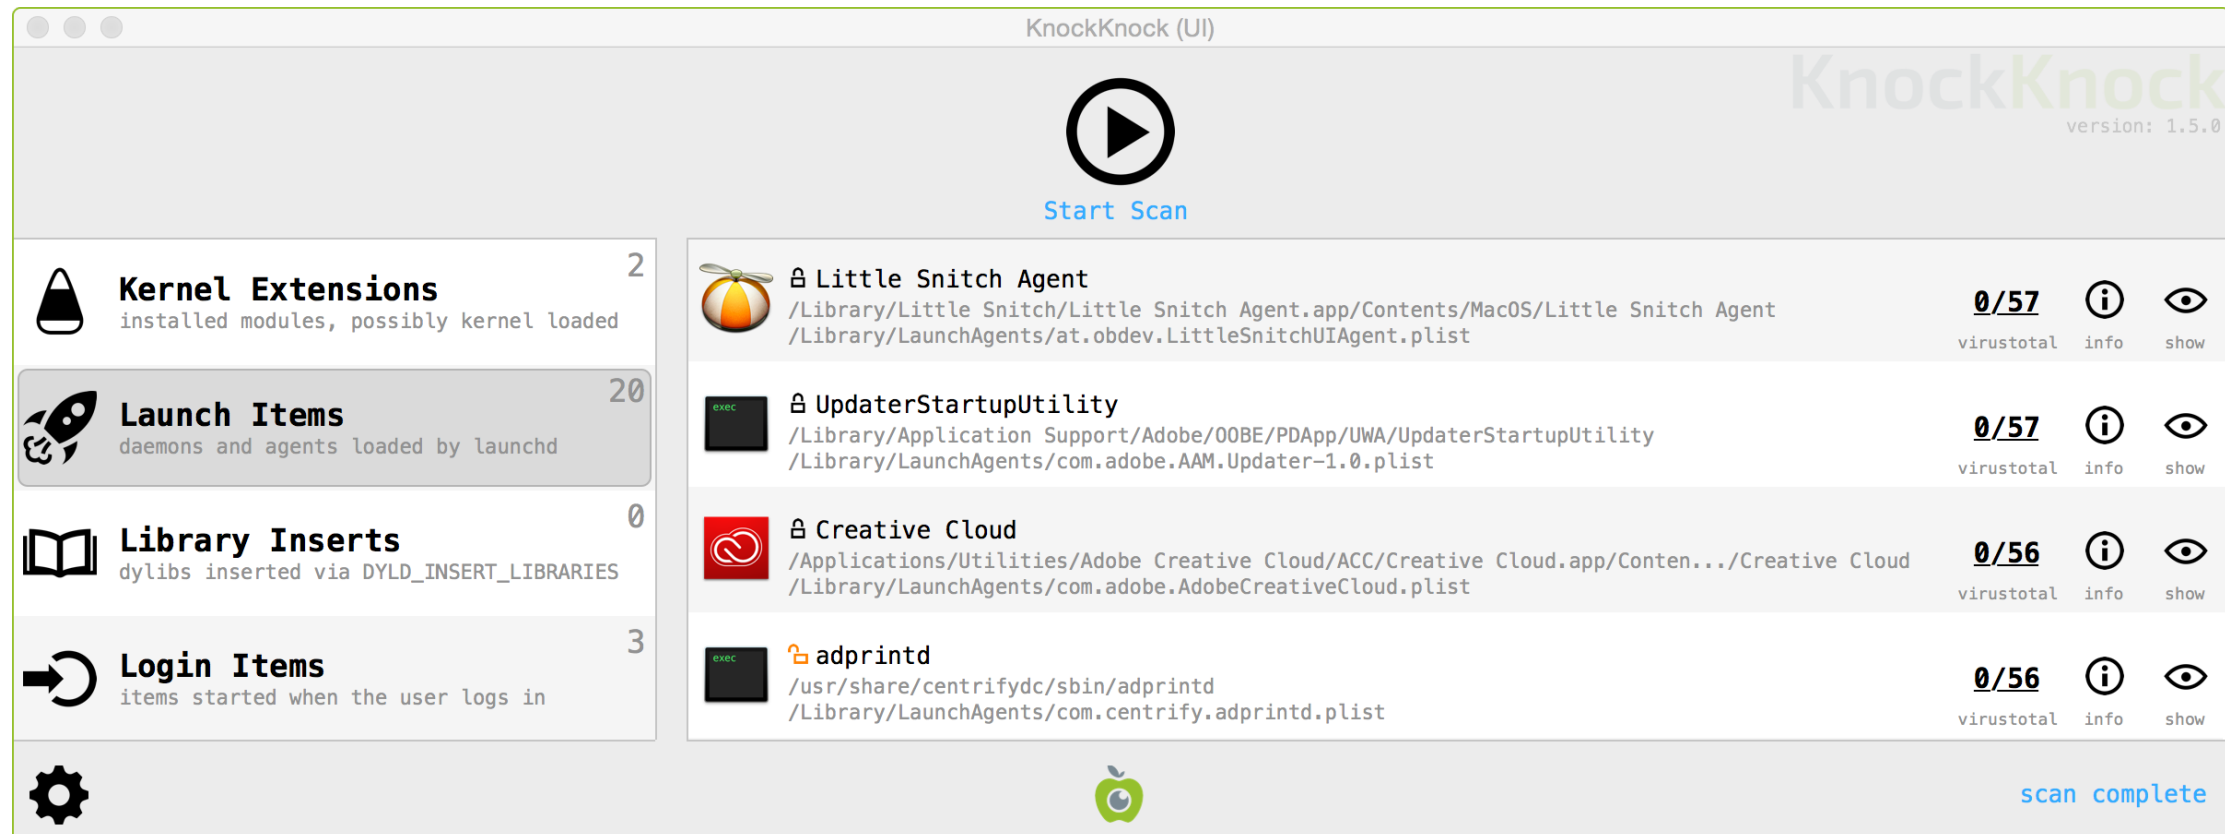 KnockKnock (UI)
KnockKnock
version: 1.5.0
Start Scan
Kernel Extensions
2
installed modules, possibly kernel loaded
Launch Items
20
daemons and agents loaded by launchd
Library Inserts
0
dylibs inserted via DYLD_INSERT_LIBRARIES
Login Items
3
items started when the user logs in
Little Snitch Agent
/Library/Little Snitch/Little Snitch Agent.app/Contents/MacOS/Little Snitch Agent
/Library/LaunchAgents/at.obdev.LittleSnitchUIAgent.plist
0/57
virustotal info show
exec
UpdaterStartupUtility
/Library/Application Support/Adobe/OOBE/PDApp/UWA/UpdaterStartupUtility
/Library/LaunchAgents/com.adobe.AAM.Updater-1.0.plist
0/57
virustotal info show
Creative Cloud
/Applications/Utilities/Adobe Creative Cloud/ACC/Creative Cloud.app/Conten.../Creative Cloud
/Library/LaunchAgents/com.adobe.AdobeCreativeCloud.plist
0/56
virustotal info show
exec
adprintd
/usr/share/centrifydc/sbin/adprintd
/Library/LaunchAgents/com.centrify.adprintd.plist
0/56
virustotal info show
scan complete